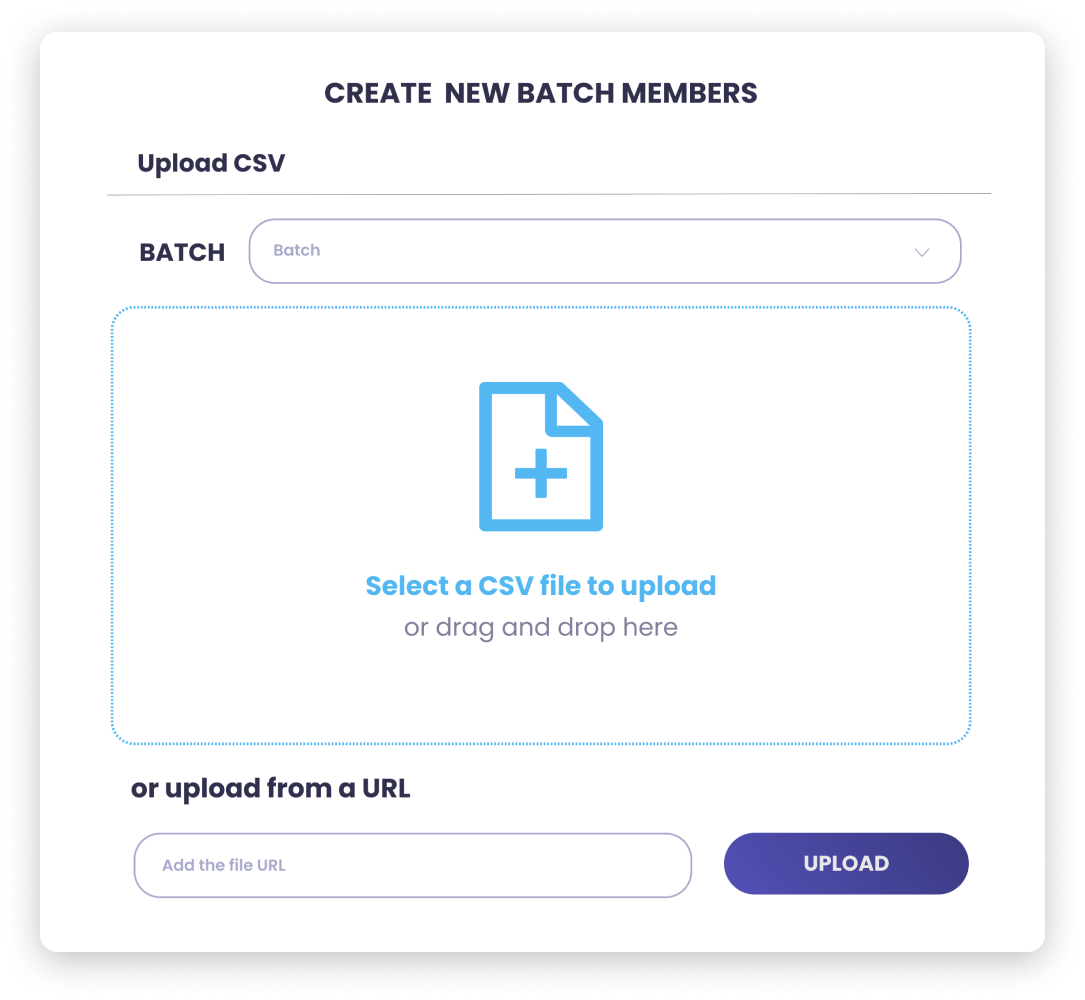 CREATE  NEW BATCH MEMBERS
Upload CSV
BATCH
Batch
Select a CSV file to upload
or drag and drop here
or upload from a URL
Add the file URL
UPLOAD